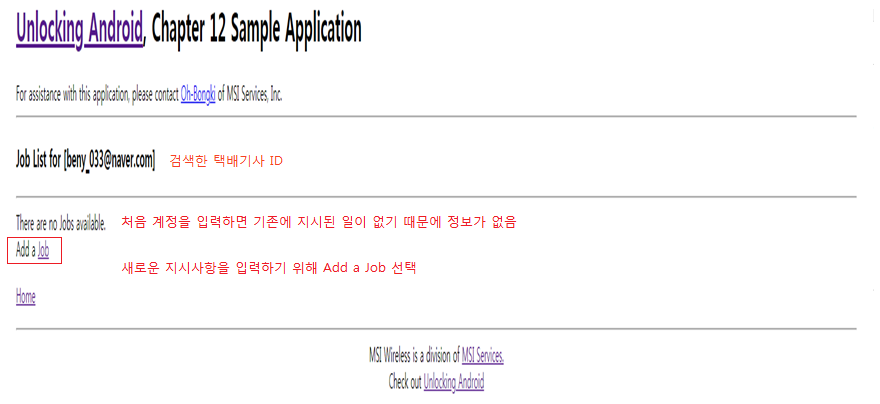 Unlocking Android, Chapter 12 Sample Application
For assistance with this application, please contact Oh-Bongki of MSI Services, Inc.
Job List for [beny_033@naver.com] 검색한 택배기사 ID
There are no Jobs available. 처음 계정을 입력하면 기존에 지시된 일이 없기 때문에 정보가 없음
Add a Job
새로운 지시사항을 입력하기 위해 Add a Job 선택
Home
MSI Wireless is a division of MSI Services.
Check out Unlocking Android